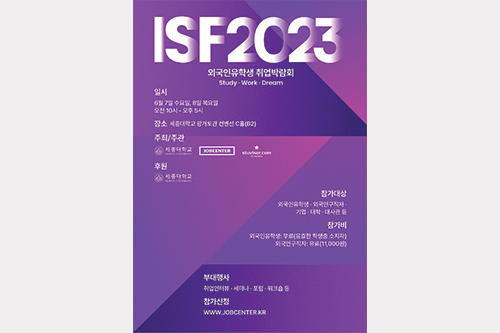 ISF2023
외국인유학생 취업박람회
Study · Work · Dream
일시
6월 7일 수요일, 8일 목요일
오전 10시 - 오후 5시
장소 세종대학교 광개토관 컨벤션 C홀(B2)
주최/주관
세종대학교 JOBCENTER stuvisor.com
후원
세종대학교
참가대상
외국인유학생 · 외국인구직자 ·
기업 · 대학 · 대사관 등
참가비
외국인유학생: 무료(유효한 학생증 소지자)
외국인구직자: 유료(11,000원)
부대행사
취업인터뷰 · 세미나 · 포럼 · 워크숍 등
참가신청
WWW.JOBCENTER.KR